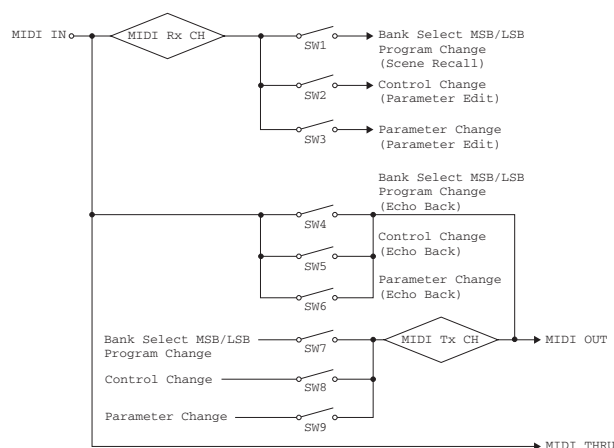 MIDI IN
MIDI Rx CH
SW1
Bank Select MSB/LSB
Program Change
(Scene Recall)
SW2
Control Change
(Parameter Edit)
SW3
Parameter Change
(Parameter Edit)
Bank Select MSB/LSB
Program Change
(Echo Back)
SW4
Control Change
(Echo Back)
SW5
Parameter Change
(Echo Back)
SW6
Bank Select MSB/LSB
Program Change
SW7
MIDI Tx CH
MIDI OUT
Control Change
SW8
Parameter Change
SW9
MIDI THRU